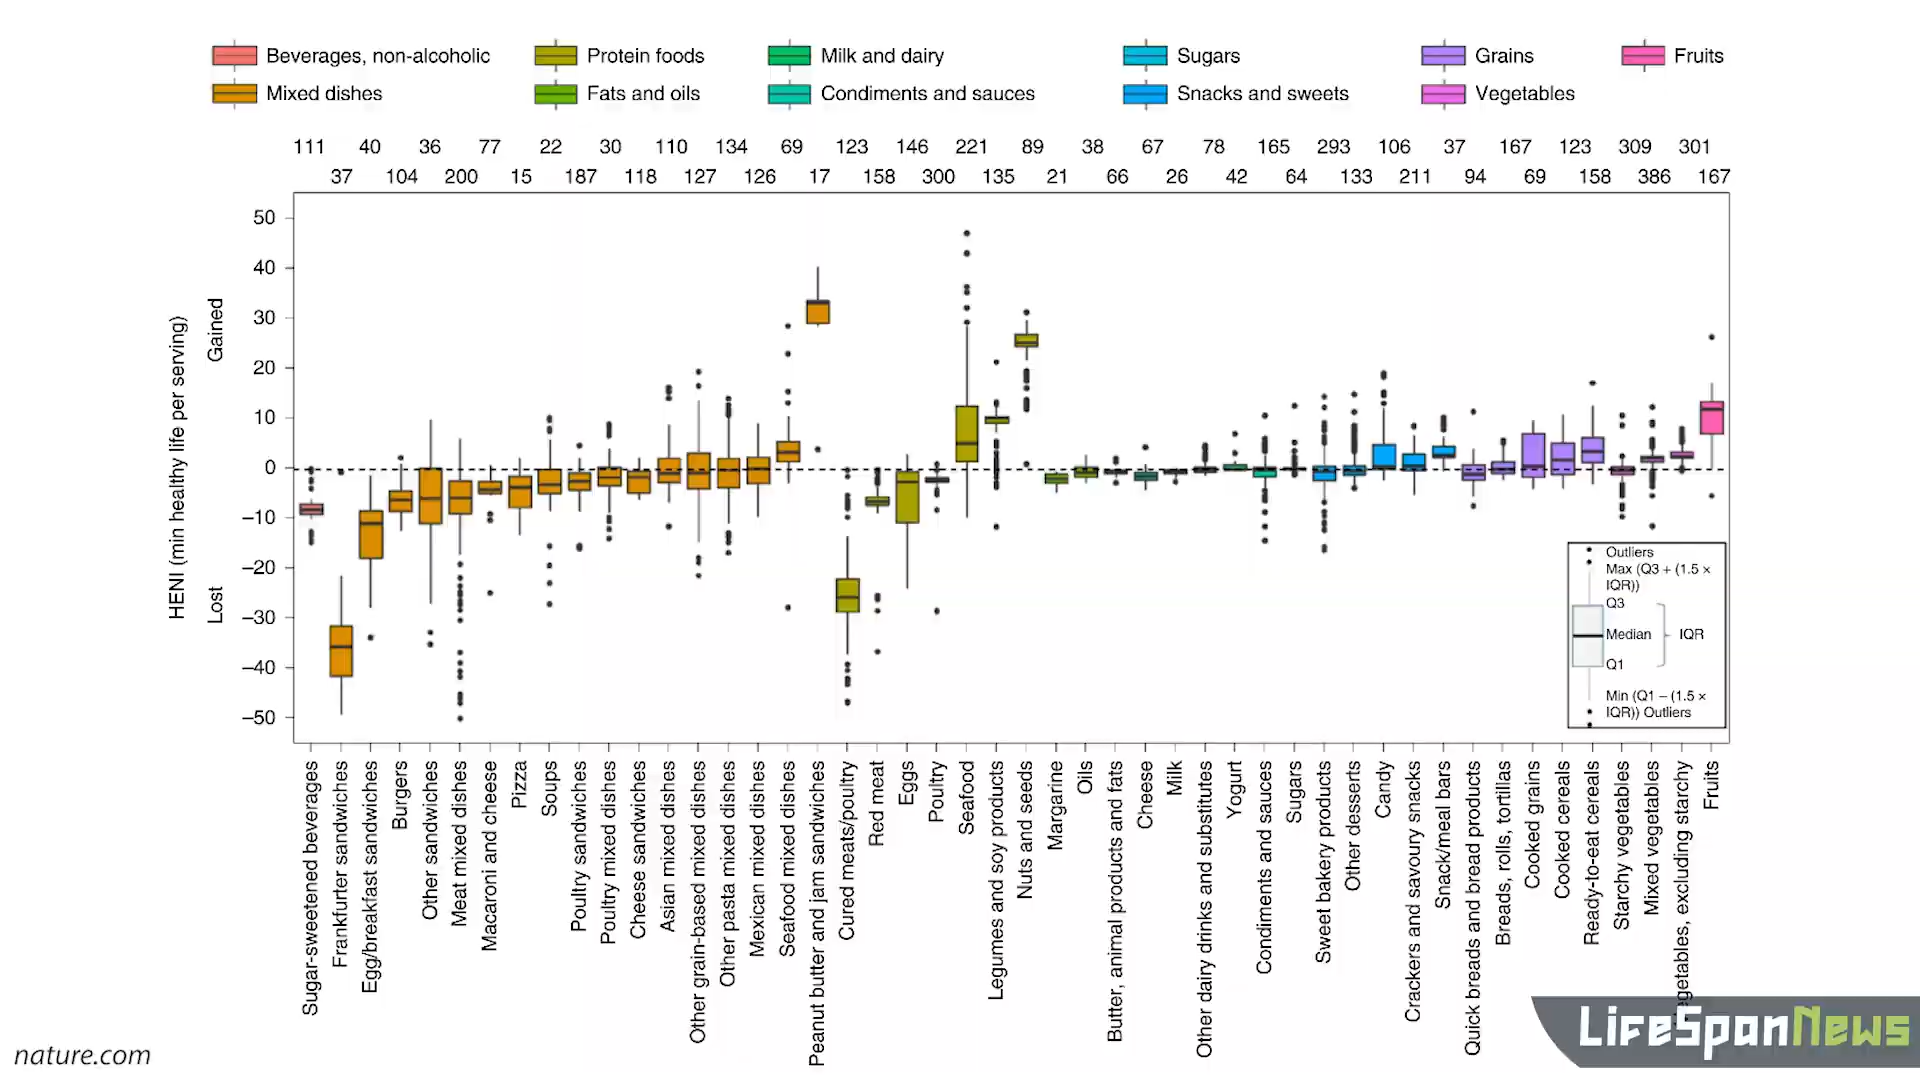 Beverages, non-alcoholic Protein foods Milk and dairy Sugars Grains Fruits
Mixed dishes Fats and oils Condiments and sauces Snacks and sweets Vegetables
111 40 36 77 22 30 110 134 69 123 146 221 89 38 67 78 165 293 106 37 167 123 309 301
37 104 200 15 187 118 127 126 17 158 300 135 21 66 26 42 64 133 211 94 69 158 386 167
HENI (min healthy life per serving)
Gained
Lost
50
40
30
20
10
0
–10
–20
–30
–40
–50
Outliers
Max (Q3 + (1.5 ×
IQR))
Q3
Median
IQR
Q1
Min (Q1 – (1.5 ×
IQR)) Outliers
Sugar-sweetened beverages
Frankfurter sandwiches
Egg/breakfast sandwiches
Burgers
Other sandwiches
Meat mixed dishes
Macaroni and cheese
Pizza
Soups
Poultry sandwiches
Poultry mixed dishes
Cheese sandwiches
Asian mixed dishes
Other grain-based mixed dishes
Other pasta mixed dishes
Mexican mixed dishes
Seafood mixed dishes
Peanut butter and jam sandwiches
Cured meats/poultry
Red meat
Eggs
Poultry
Seafood
Legumes and soy products
Nuts and seeds
Margarine
Oils
Butter, animal products and fats
Cheese
Milk
Other dairy drinks and substitutes
Yogurt
Condiments and sauces
Sugars
Sweet bakery products
Other desserts
Candy
Crackers and savoury snacks
Snack/meal bars
Quick breads and bread products
Breads, rolls, tortillas
Cooked grains
Cooked cereals
Ready-to-eat cereals
Starchy vegetables
Mixed vegetables
Vegetables, excluding starchy
Fruits
nature.com
LifeSpanNews